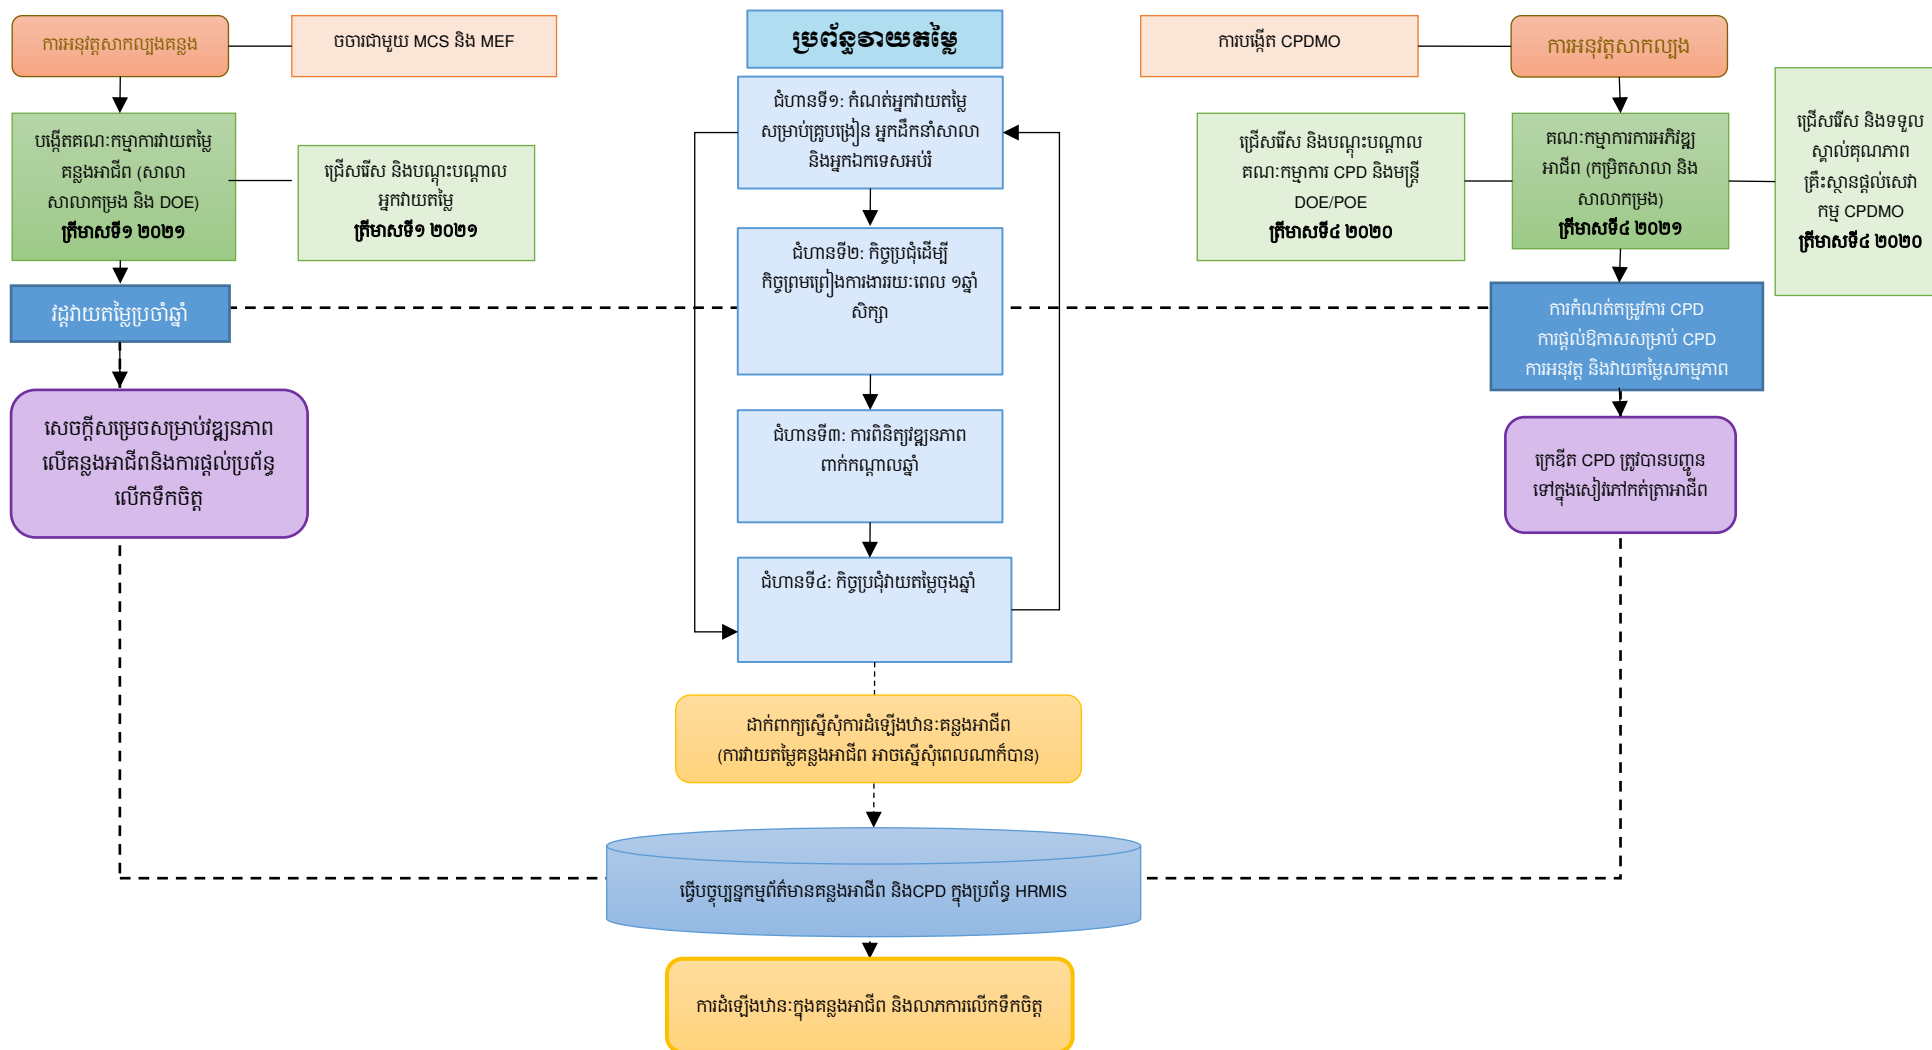 ការអនុវត្តសាកល្បងគន្លង
ចចារជាមួយ MCS និង MEF
បង្កើតគណៈកម្មាការវាយតម្លៃ
គន្លងអាជីព (សាលា
សាលាកម្រង និង DOE)
ត្រីមាសទី១ ២០២១
ជ្រើសរើស និងបណ្តុះបណ្តាល
អ្នកវាយតម្លៃ
ត្រីមាសទី១ ២០២១
វដ្តវាយតម្លៃប្រចាំឆ្នាំ
សេចក្តីសម្រេចសម្រាប់វឌ្ឍនភាព
លើគន្លងអាជីពនិងការផ្តល់ប្រព័ន្ធ
លើកទឹកចិត្ត
ប្រព័ន្ធវាយតម្លៃ
ជំហានទី១: កំណត់អ្នកវាយតម្លៃ
សម្រាប់គ្រូបង្រៀន អ្នកដឹកនាំសាលា
និងអ្នកឯកទេសអប់រំ
ជំហានទី២: កិច្ចប្រជុំដើម្បី
កិច្ចព្រមព្រៀងការងាររយៈពេល ១ឆ្នាំ
សិក្សា
ជំហានទី៣: ការពិនិត្យវឌ្ឍនភាព
ពាក់កណ្តាលឆ្នាំ
ជំហានទី៤: កិច្ចប្រជុំវាយតម្លៃចុងឆ្នាំ
ដាក់ពាក្យស្នើសុំការដំឡើងឋានៈគន្លងអាជីព
(ការវាយតម្លៃគន្លងអាជីព អាចស្នើសុំពេលណាក៏បាន)
ធ្វើបច្ចុប្បន្នកម្មព័ត៌មានគន្លងអាជីព និងCPD ក្នុងប្រព័ន្ធ HRMIS
ការដំឡើងឋានៈក្នុងគន្លងអាជីព និងលាភការលើកទឹកចិត្ត
ការបង្កើត CPDMO
ការអនុវត្តសាកល្បង
ជ្រើសរើស និងបណ្តុះបណ្តាល
គណៈកម្មាការ CPD និងមន្ត្រី
DOE/POE
ត្រីមាសទី៤ ២០២០
គណៈកម្មាការការអភិវឌ្ឍ
អាជីព (កម្រិតសាលា និង
សាលាកម្រង)
ត្រីមាសទី៤ ២០២១
ជ្រើសរើស និងទទួល
ស្គាល់គុណភាព
គ្រឹះស្ថានផ្តល់សេវា
កម្ម CPDMO
ត្រីមាសទី៤ ២០២០
ការកំណត់តម្រូវការ CPD
ការផ្តល់ឱកាសសម្រាប់ CPD
ការអនុវត្ត និងវាយតម្លៃសកម្មភាព
ក្រេឌីត CPD ត្រូវបានបញ្ជូន
ទៅក្នុងសៀវភៅកត់ត្រាអាជីព